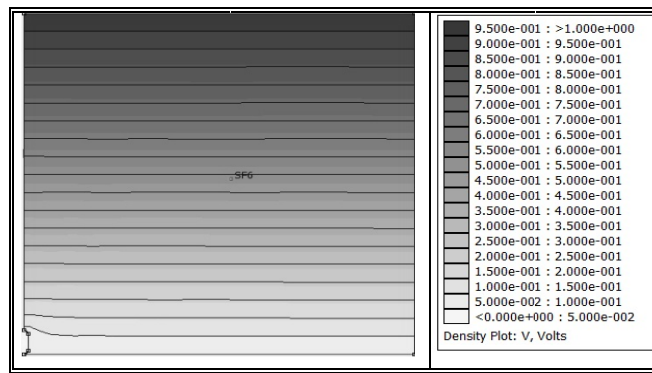 SF6
9.500e-001 : >1.000e+000
9.000e-001 : 9.500e-001
8.500e-001 : 9.000e-001
8.000e-001 : 8.500e-001
7.500e-001 : 8.000e-001
7.000e-001 : 7.500e-001
6.500e-001 : 7.000e-001
6.000e-001 : 6.500e-001
5.500e-001 : 6.000e-001
5.000e-001 : 5.500e-001
4.500e-001 : 5.000e-001
4.000e-001 : 4.500e-001
3.500e-001 : 4.000e-001
3.000e-001 : 3.500e-001
2.500e-001 : 3.000e-001
2.000e-001 : 2.500e-001
1.500e-001 : 2.000e-001
1.000e-001 : 1.500e-001
5.000e-002 : 1.000e-001
<0.000e+000 : 5.000e-002
Density Plot: V, Volts